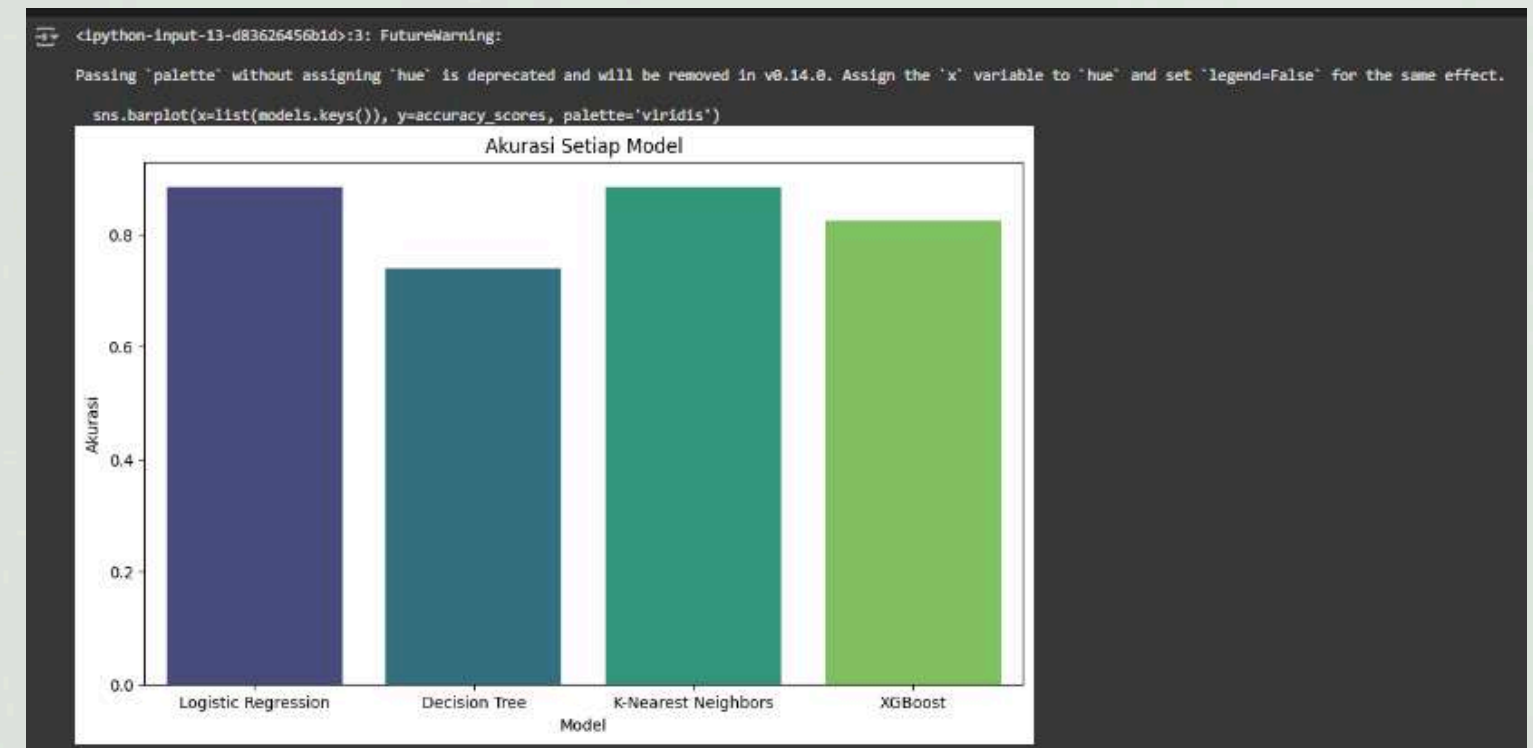 <ipython-input-13-d83626456b1d>:3: FutureWarning:
Passing `palette` without assigning `hue` is deprecated and will be removed in v0.14.0. Assign the `x` variable to `hue` and set `legend=False` for the same effect.
sns.barplot(x=list(models.keys()), y=accuracy_scores, palette='viridis')
Akurasi Setiap Model
0.8
0.6
0.4
0.2
0.0
Akurasi
Logistic Regression Decision Tree K-Nearest Neighbors XGBoost
Model